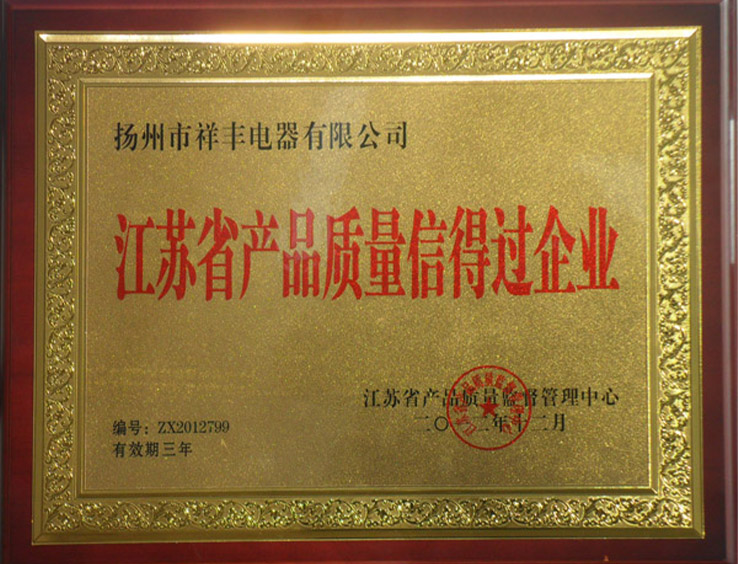 扬州市祥丰电器有限公司
江苏省产品质量信得过企业
江苏省产品质量监督管理中心
二〇一二年十二月
编号：ZX2012799
有效期三年